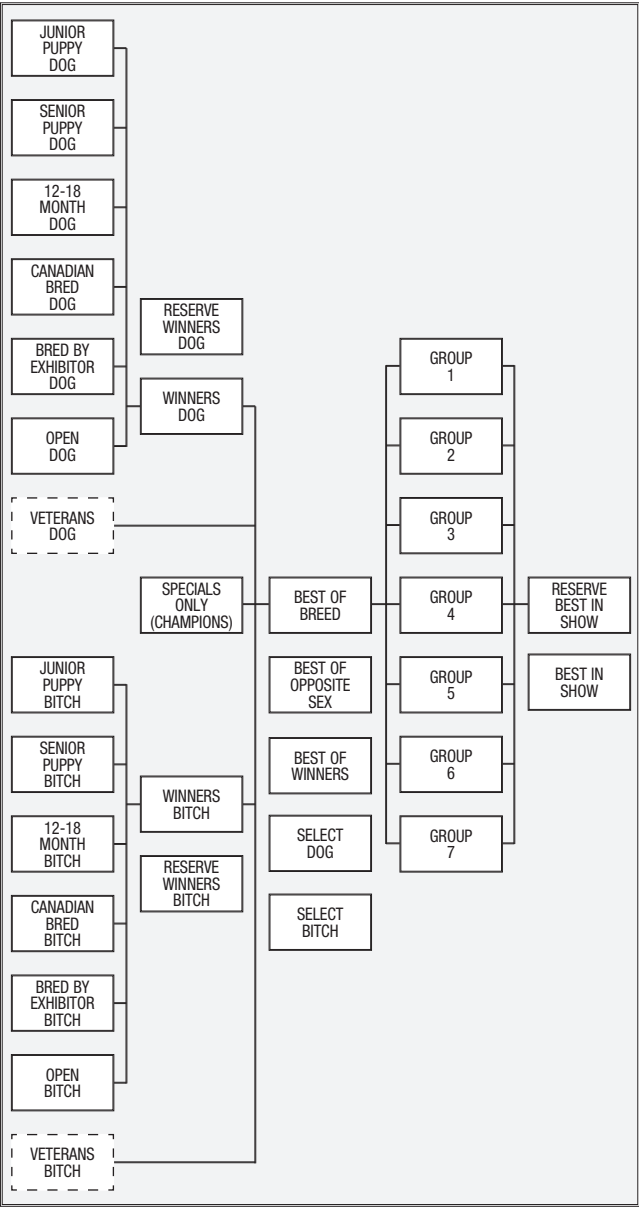 JUNIOR
PUPPY
DOG
SENIOR
PUPPY
DOG
12-18
MONTH
DOG
CANADIAN
BRED
DOG
BRED BY
EXHIBITOR
DOG
OPEN
DOG
VETERANS
DOG
JUNIOR
PUPPY
BITCH
SENIOR
PUPPY
BITCH
12-18
MONTH
BITCH
CANADIAN
BRED
BITCH
BRED BY
EXHIBITOR
BITCH
OPEN
BITCH
VETERANS
BITCH
RESERVE
WINNERS
DOG
WINNERS
DOG
SPECIALS
ONLY
(CHAMPIONS)
WINNERS
BITCH
RESERVE
WINNERS
BITCH
BEST OF
BREED
BEST OF
OPPOSITE
SEX
BEST OF
WINNERS
SELECT
DOG
SELECT
BITCH
GROUP
1
GROUP
2
GROUP
3
GROUP
4
GROUP
5
GROUP
6
GROUP
7
RESERVE
BEST IN
SHOW
BEST IN
SHOW